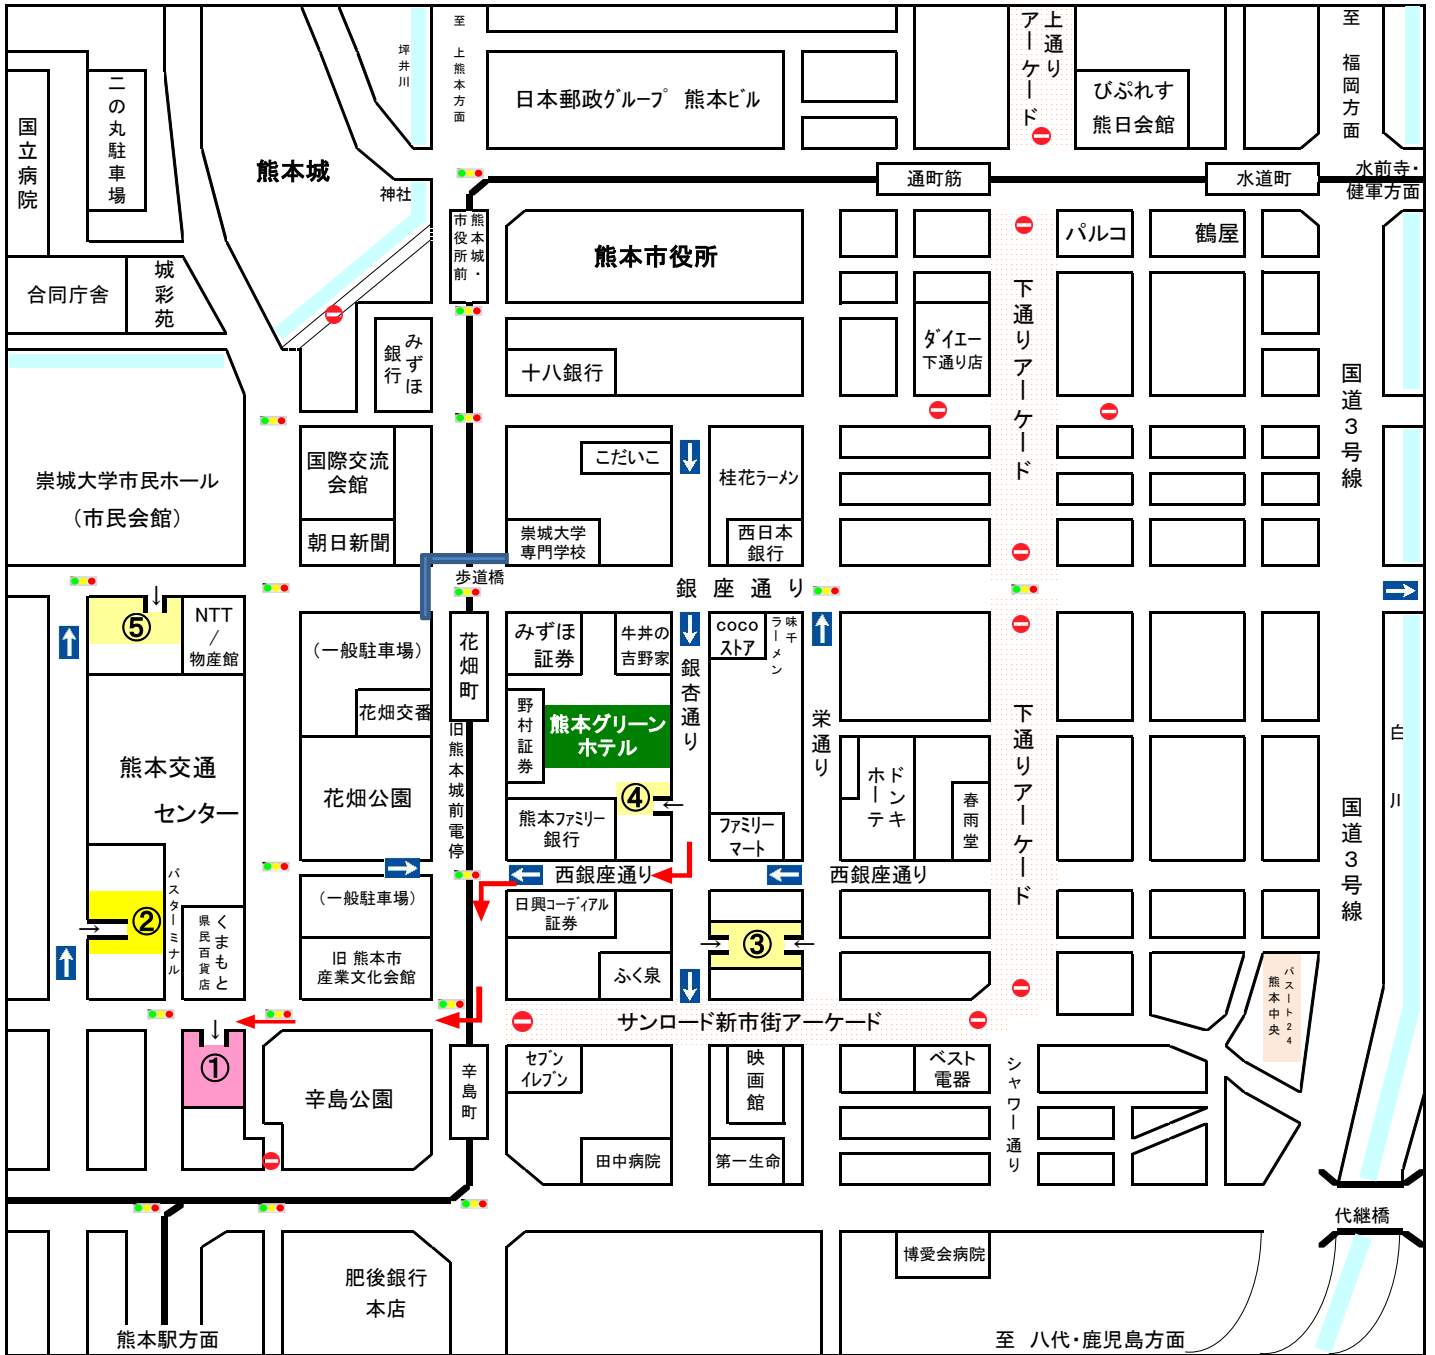 至 上熊本方面
坪井川
上通り
アーケード
至 福岡方面
二の丸駐車場
国立病院
日本郵政グループ 熊本ビル
びぷれす
熊日会館
熊本城
神社
通町筋
水道町
水前寺・
健軍方面
熊本城・
市役所前
熊本市役所
パルコ
鶴屋
合同庁舎
城彩苑
下通りアーケード
みずほ
銀行
十八銀行
ダイエー
下通り店
国道3号線
崇城大学市民ホール
(市民会館)
国際交流
会館
こだいこ
桂花ラーメン
朝日新聞
崇城大学
専門学校
西日本
銀行
歩道橋
銀座通り
⑤
NTT
/
物産館
(一般駐車場)
花畑町
みずほ
証券
牛丼の
吉野家
coco
ストア
味千
ラーメン
銀杏通り
栄通り
花畑交番
野村証券
熊本グリーン
ホテル
旧熊本城前電停
下通りアーケード
白川
熊本交通
センター
花畑公園
④
熊本ファミリー
銀行
ファミリー
マート
ドンキ
ホーテ
春雨堂
国道3号線
西銀座通り
西銀座通り
バスターミナル
②
くまもと
県民百貨店
(一般駐車場)
日興コーディアル
証券
③
旧 熊本市
産業文化会館
ふく泉
バスート24
熊本中央
サンロード新市街アーケード
①
辛島公園
辛島町
セブン
イレブン
映画館
ベスト
電器
シャワー通り
田中病院
第一生命
代継橋
博愛会病院
肥後銀行
本店
熊本駅方面
至 八代・鹿児島方面